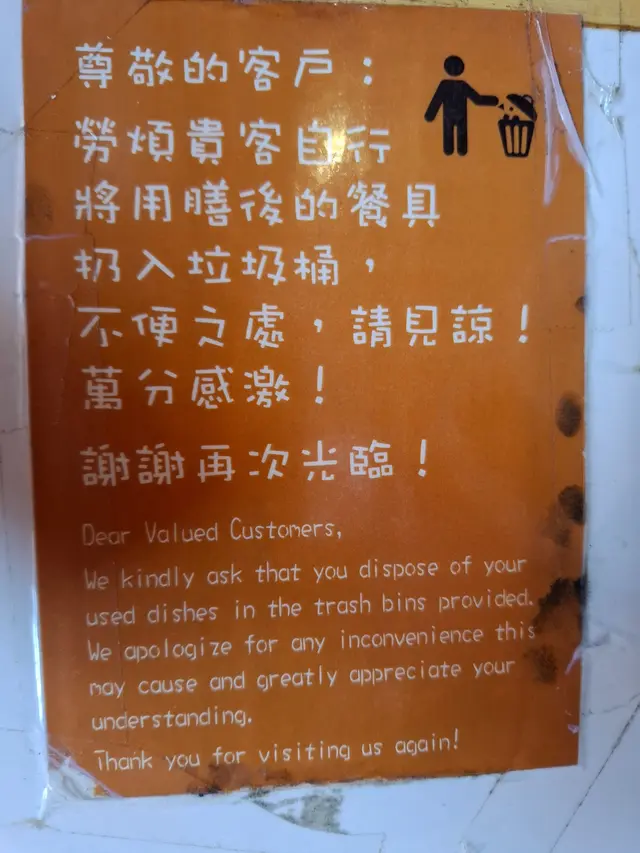 尊敬的客戶：
勞煩貴客自行
將用膳後的餐具
扔入垃圾桶，
不便之處，請見諒！
萬分感激！
謝謝再次光臨！
Dear Valued Customers,
We kindly ask that you dispose of your
used dishes in the trash bins provided.
We apologize for any inconvenience this
may cause and greatly appreciate your
understanding.
Thank you for visiting us again!